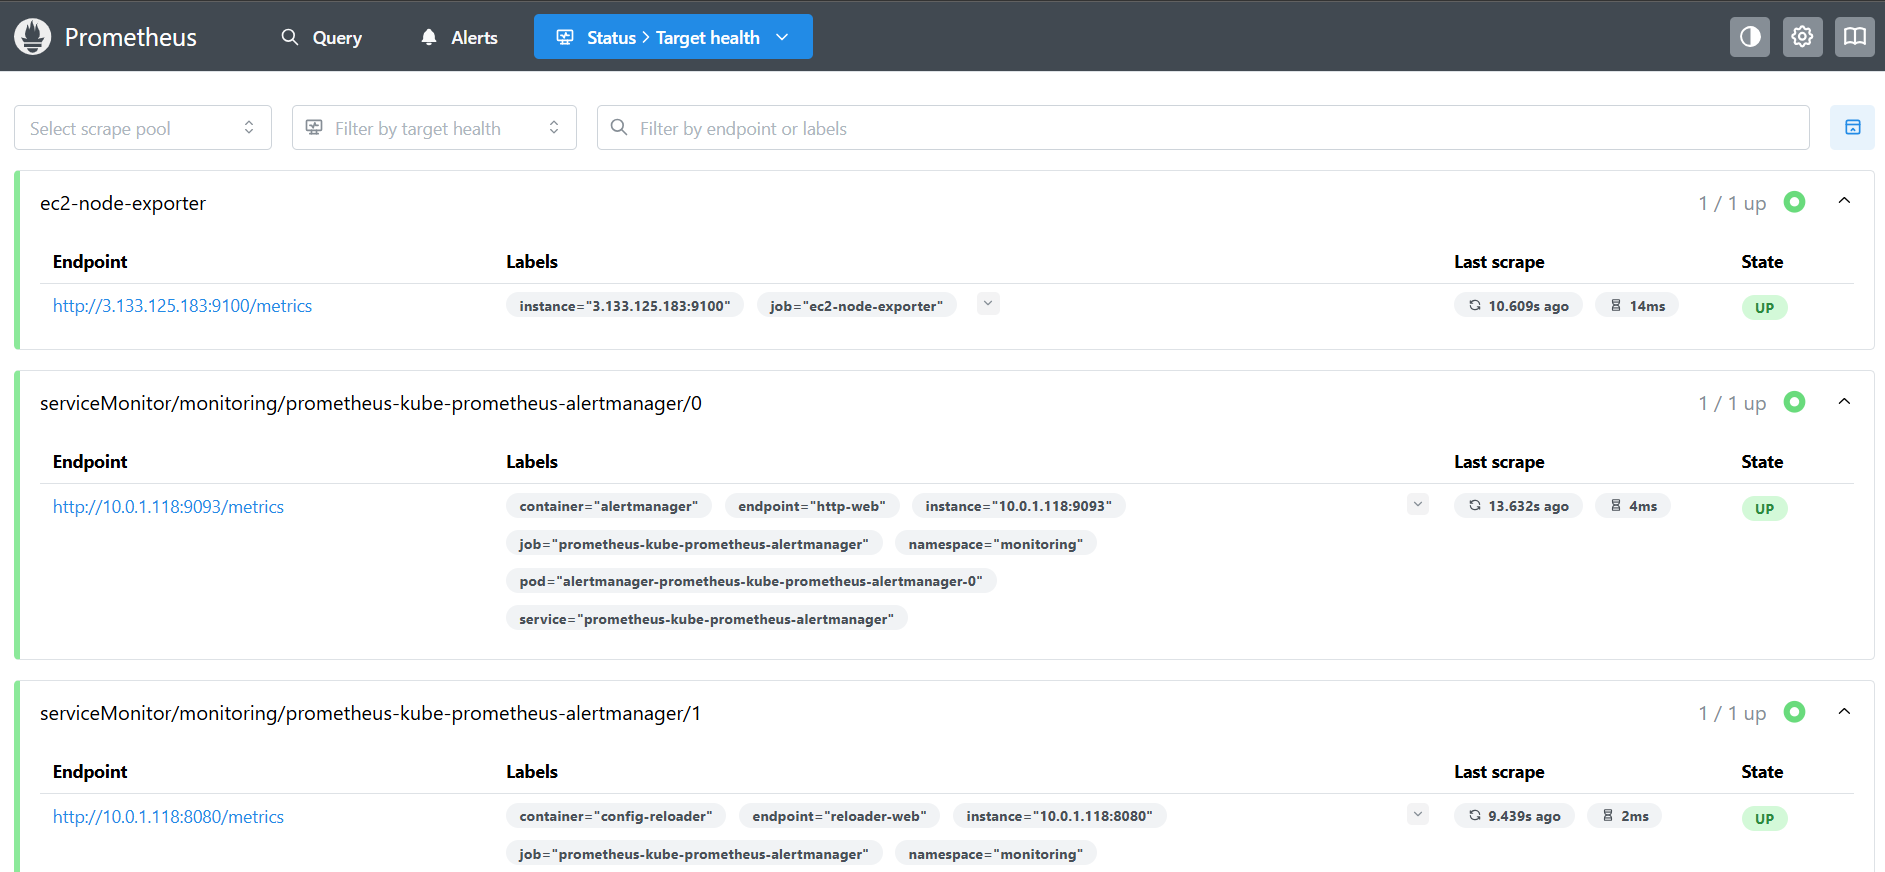 Prometheus Query Alerts Status > Target health
Select scrape pool Filter by target health Filter by endpoint or labels
ec2-node-exporter 1 / 1 up
Endpoint Labels Last scrape State
http://3.133.125.183:9100/metrics instance="3.133.125.183:9100" job="ec2-node-exporter" 10.609s ago 14ms UP
serviceMonitor/monitoring/prometheus-kube-prometheus-alertmanager/0 1 / 1 up
Endpoint Labels Last scrape State
http://10.0.1.118:9093/metrics container="alertmanager" endpoint="http-web" instance="10.0.1.118:9093" 13.632s ago 4ms UP
job="prometheus-kube-prometheus-alertmanager" namespace="monitoring"
pod="alertmanager-prometheus-kube-prometheus-alertmanager-0"
service="prometheus-kube-prometheus-alertmanager"
serviceMonitor/monitoring/prometheus-kube-prometheus-alertmanager/1 1 / 1 up
Endpoint Labels Last scrape State
http://10.0.1.118:8080/metrics container="config-reloader" endpoint="reloader-web" instance="10.0.1.118:8080" 9.439s ago 2ms UP
job="prometheus-kube-prometheus-alertmanager" namespace="monitoring"